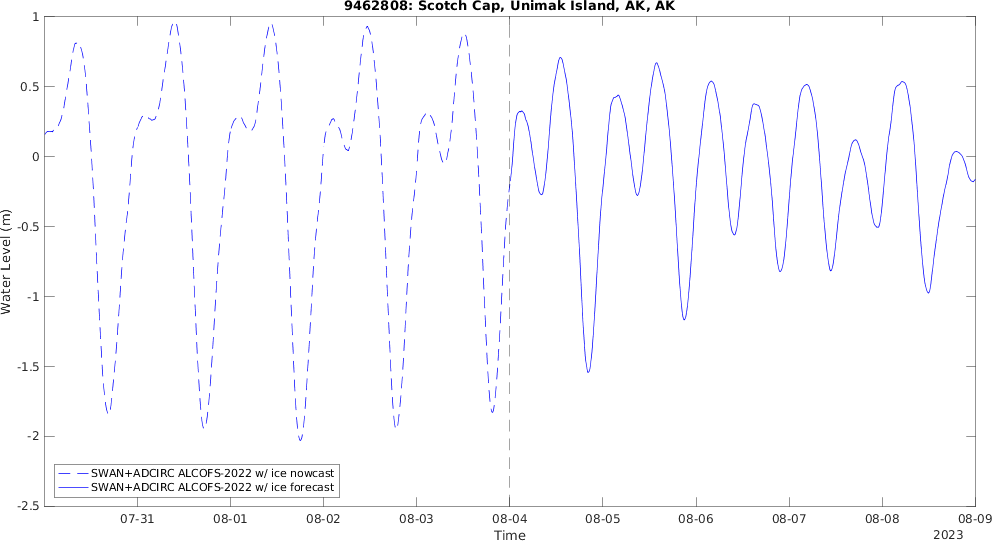 9462808: Scotch Cap, Unimak Island, AK, AK
1
0.5
0
-0.5
-1
-1.5
-2
-2.5
Water Level (m)
SWAN+ADCIRC ALCOFS-2022 w/ ice nowcast
SWAN+ADCIRC ALCOFS-2022 w/ ice forecast
07-31 08-01 08-02 08-03 08-04 08-05 08-06 08-07 08-08 08-09
Time
2023